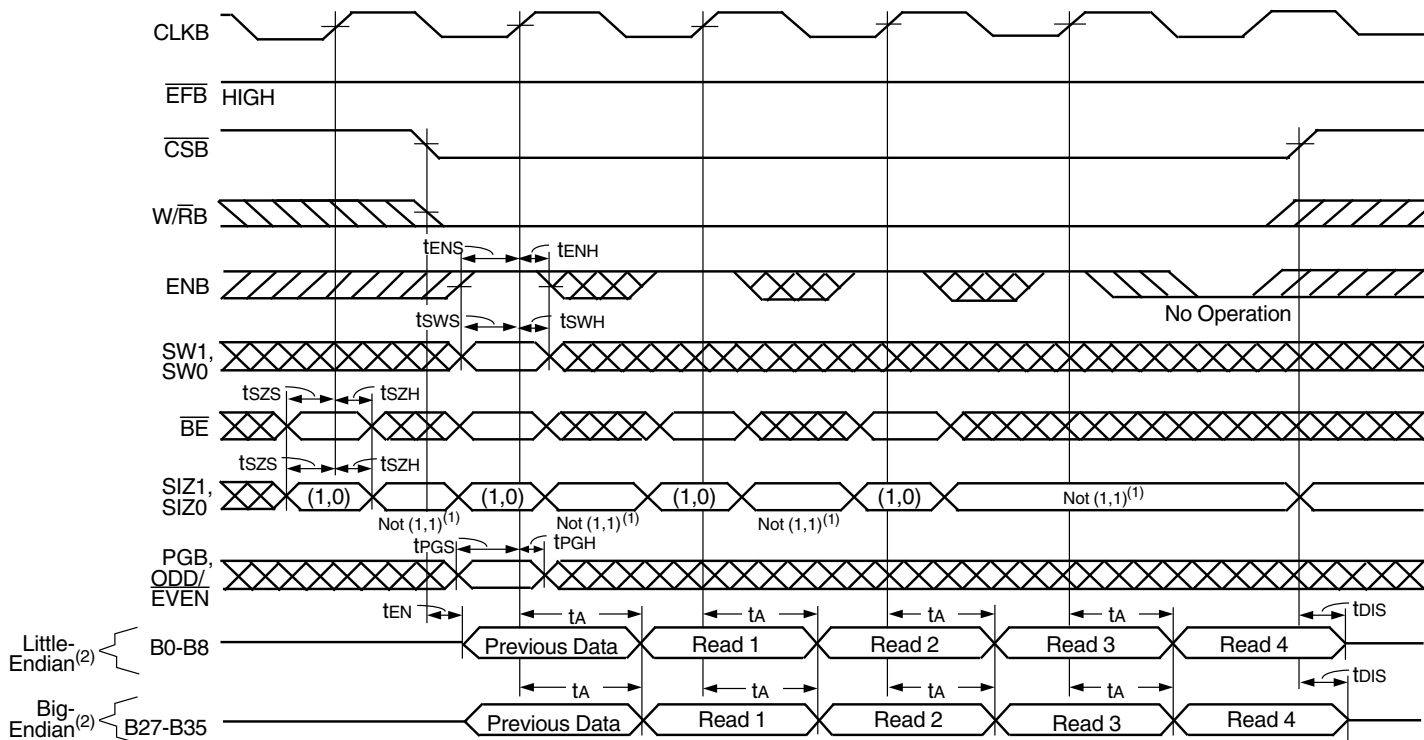 CLKB
EFB HIGH
CSB
W/RB
tENS tENH
ENB
No Operation
tSWS tSWH
SW1,
SW0
tSZS tSZH
BE
tSZS tSZH
SIZ1,
SIZ0
(1,0) (1,0) (1,0) (1,0) Not (1,1)(1)
Not (1,1)(1) Not (1,1)(1) Not (1,1)(1)
tPGS tPGH
PGB,
ODD/
EVEN
tEN tA tA tA tA tDIS
Little-
Endian(2)
B0-B8 Previous Data Read 1 Read 2 Read 3 Read 4
tA tA tA tA tDIS
Big-
Endian(2)
B27-B35 Previous Data Read 1 Read 2 Read 3 Read 4